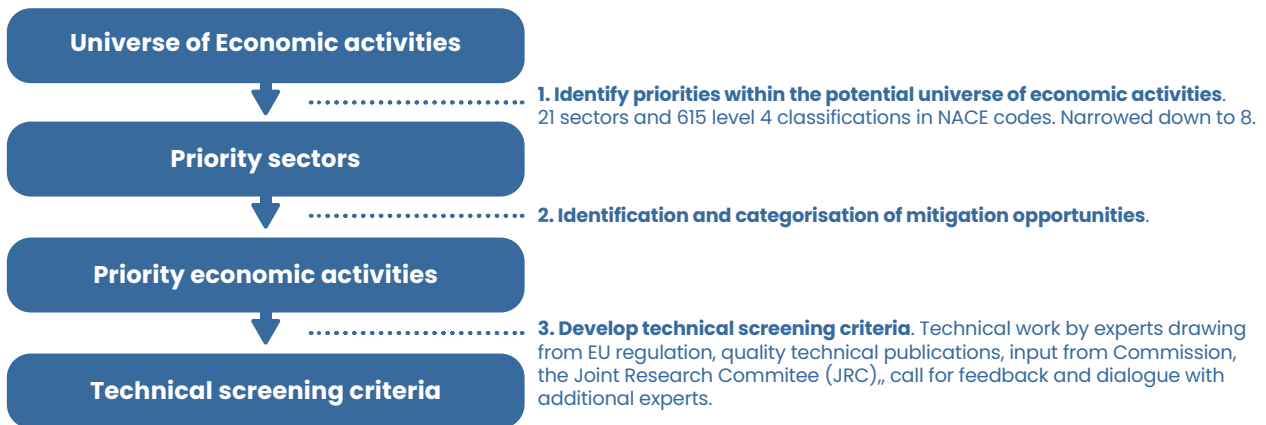 Universe of Economic activities
1. Identify priorities within the potential universe of economic activities.
21 sectors and 615 level 4 classifications in NACE codes. Narrowed down to 8.
Priority sectors
2. Identification and categorisation of mitigation opportunities.
Priority economic activities
3. Develop technical screening criteria. Technical work by experts drawing
from EU regulation, quality technical publications, input from Commission,
the Joint Research Commitee (JRC),, call for feedback and dialogue with
additional experts.
Technical screening criteria